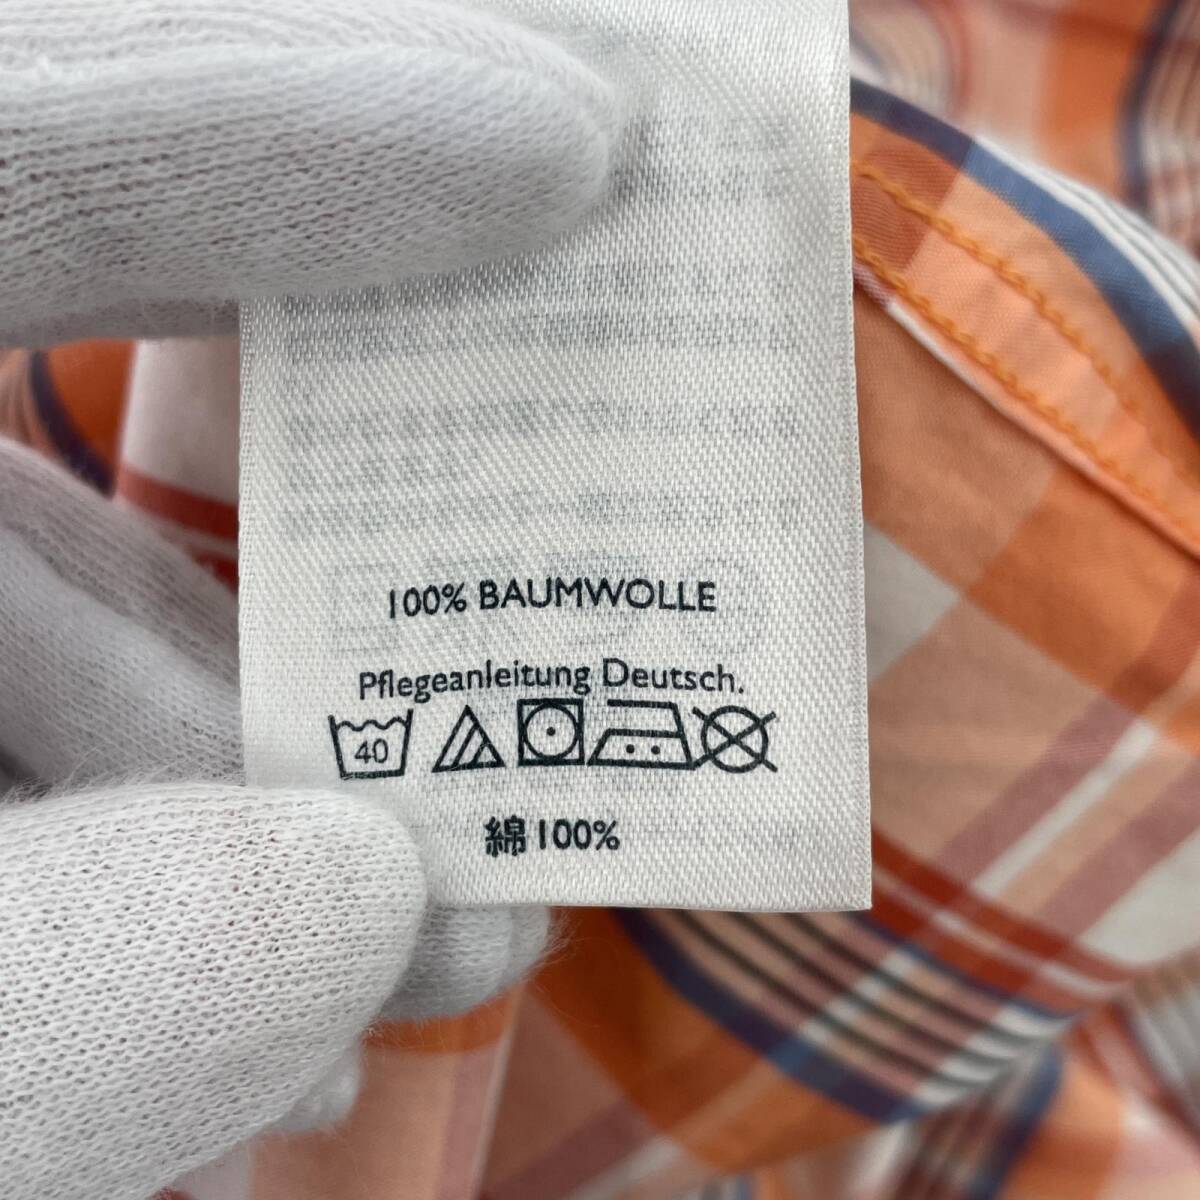 100% BAUMWOLLE
Pflegeanleitung Deutsch.
40
綿 100%